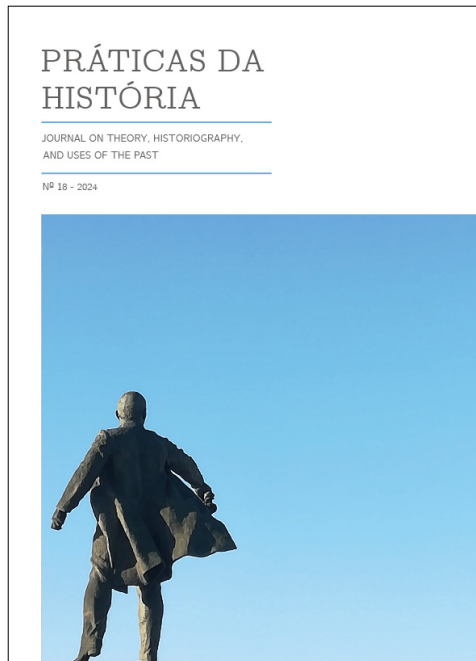 PRÁTICAS DA
HISTÓRIA
JOURNAL ON THEORY, HISTORIOGRAPHY,
AND USES OF THE PAST
Nº 18 - 2024